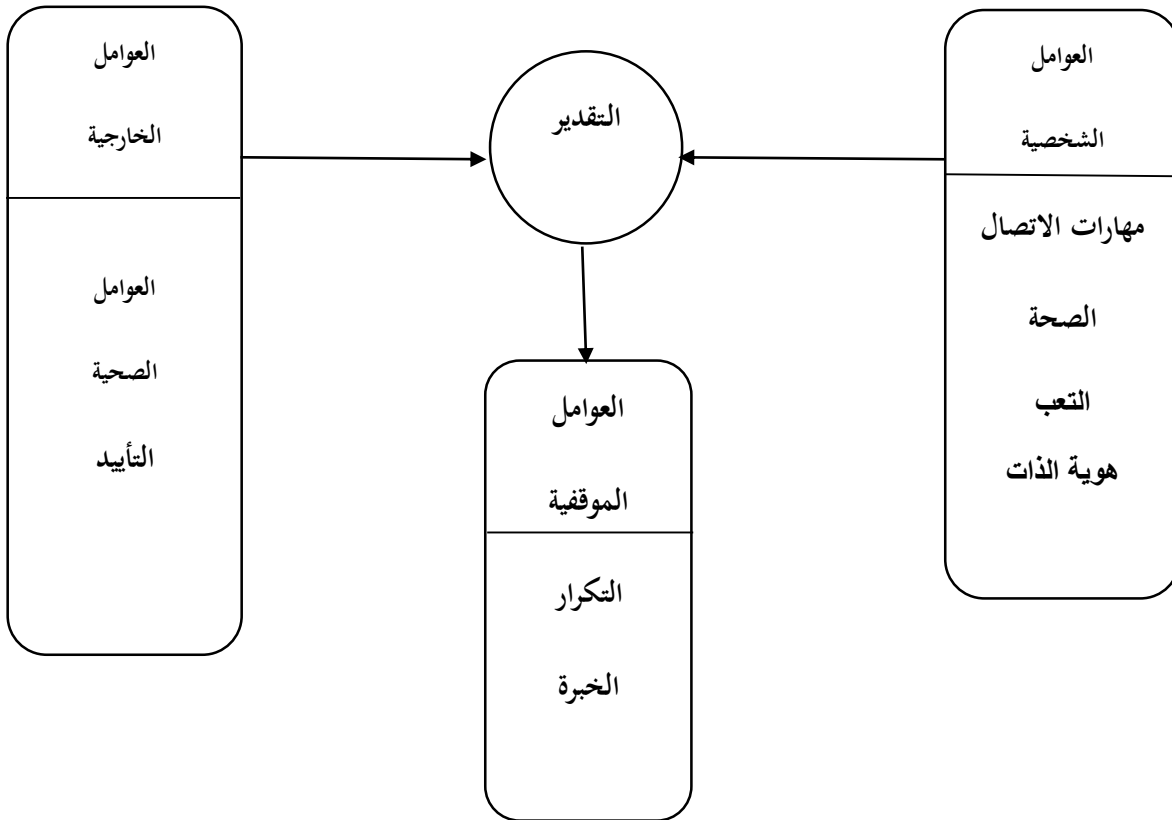 العوامل
الشخصية
مهارات الاتصال
الصحة
التعب
هوية الذات
التقدير
العوامل
الموقفية
التكرار
الخبرة
العوامل
الخارجية
العوامل
الصحية
التأييد